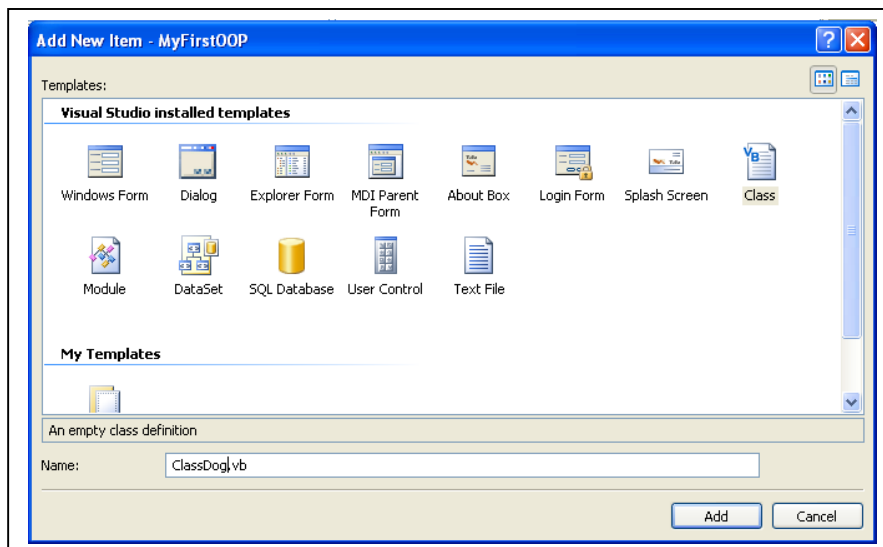 Add New Item - MyFirstOOP
Templates:
Visual Studio installed templates
Windows Form
Dialog
Explorer Form
MDI Parent
Form
About Box
Login Form
Splash Screen
Class
Module
DataSet
SQL Database
User Control
Text File
My Templates
An empty class definition
Name:
ClassDog.vb
Add
Cancel